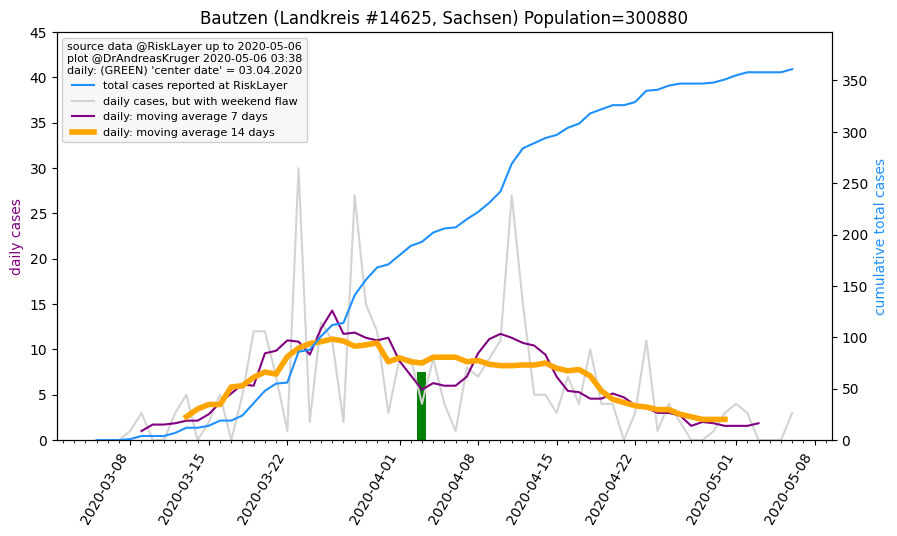 Bautzen (Landkreis #14625, Sachsen) Population=300880
source data @RiskLayer up to 2020-05-06
plot @DrAndreasKruger 2020-05-06 03:38
daily: (GREEN) 'center date' = 03.04.2020
total cases reported at RiskLayer
daily cases, but with weekend flaw
daily: moving average 7 days
daily: moving average 14 days
45
40
35
30
25
20
15
10
5
0
daily cases
350
300
250
200
150
100
50
0
cumulative total cases
2020-03-08
2020-03-15
2020-03-22
2020-04-01
2020-04-08
2020-04-15
2020-04-22
2020-05-01
2020-05-08